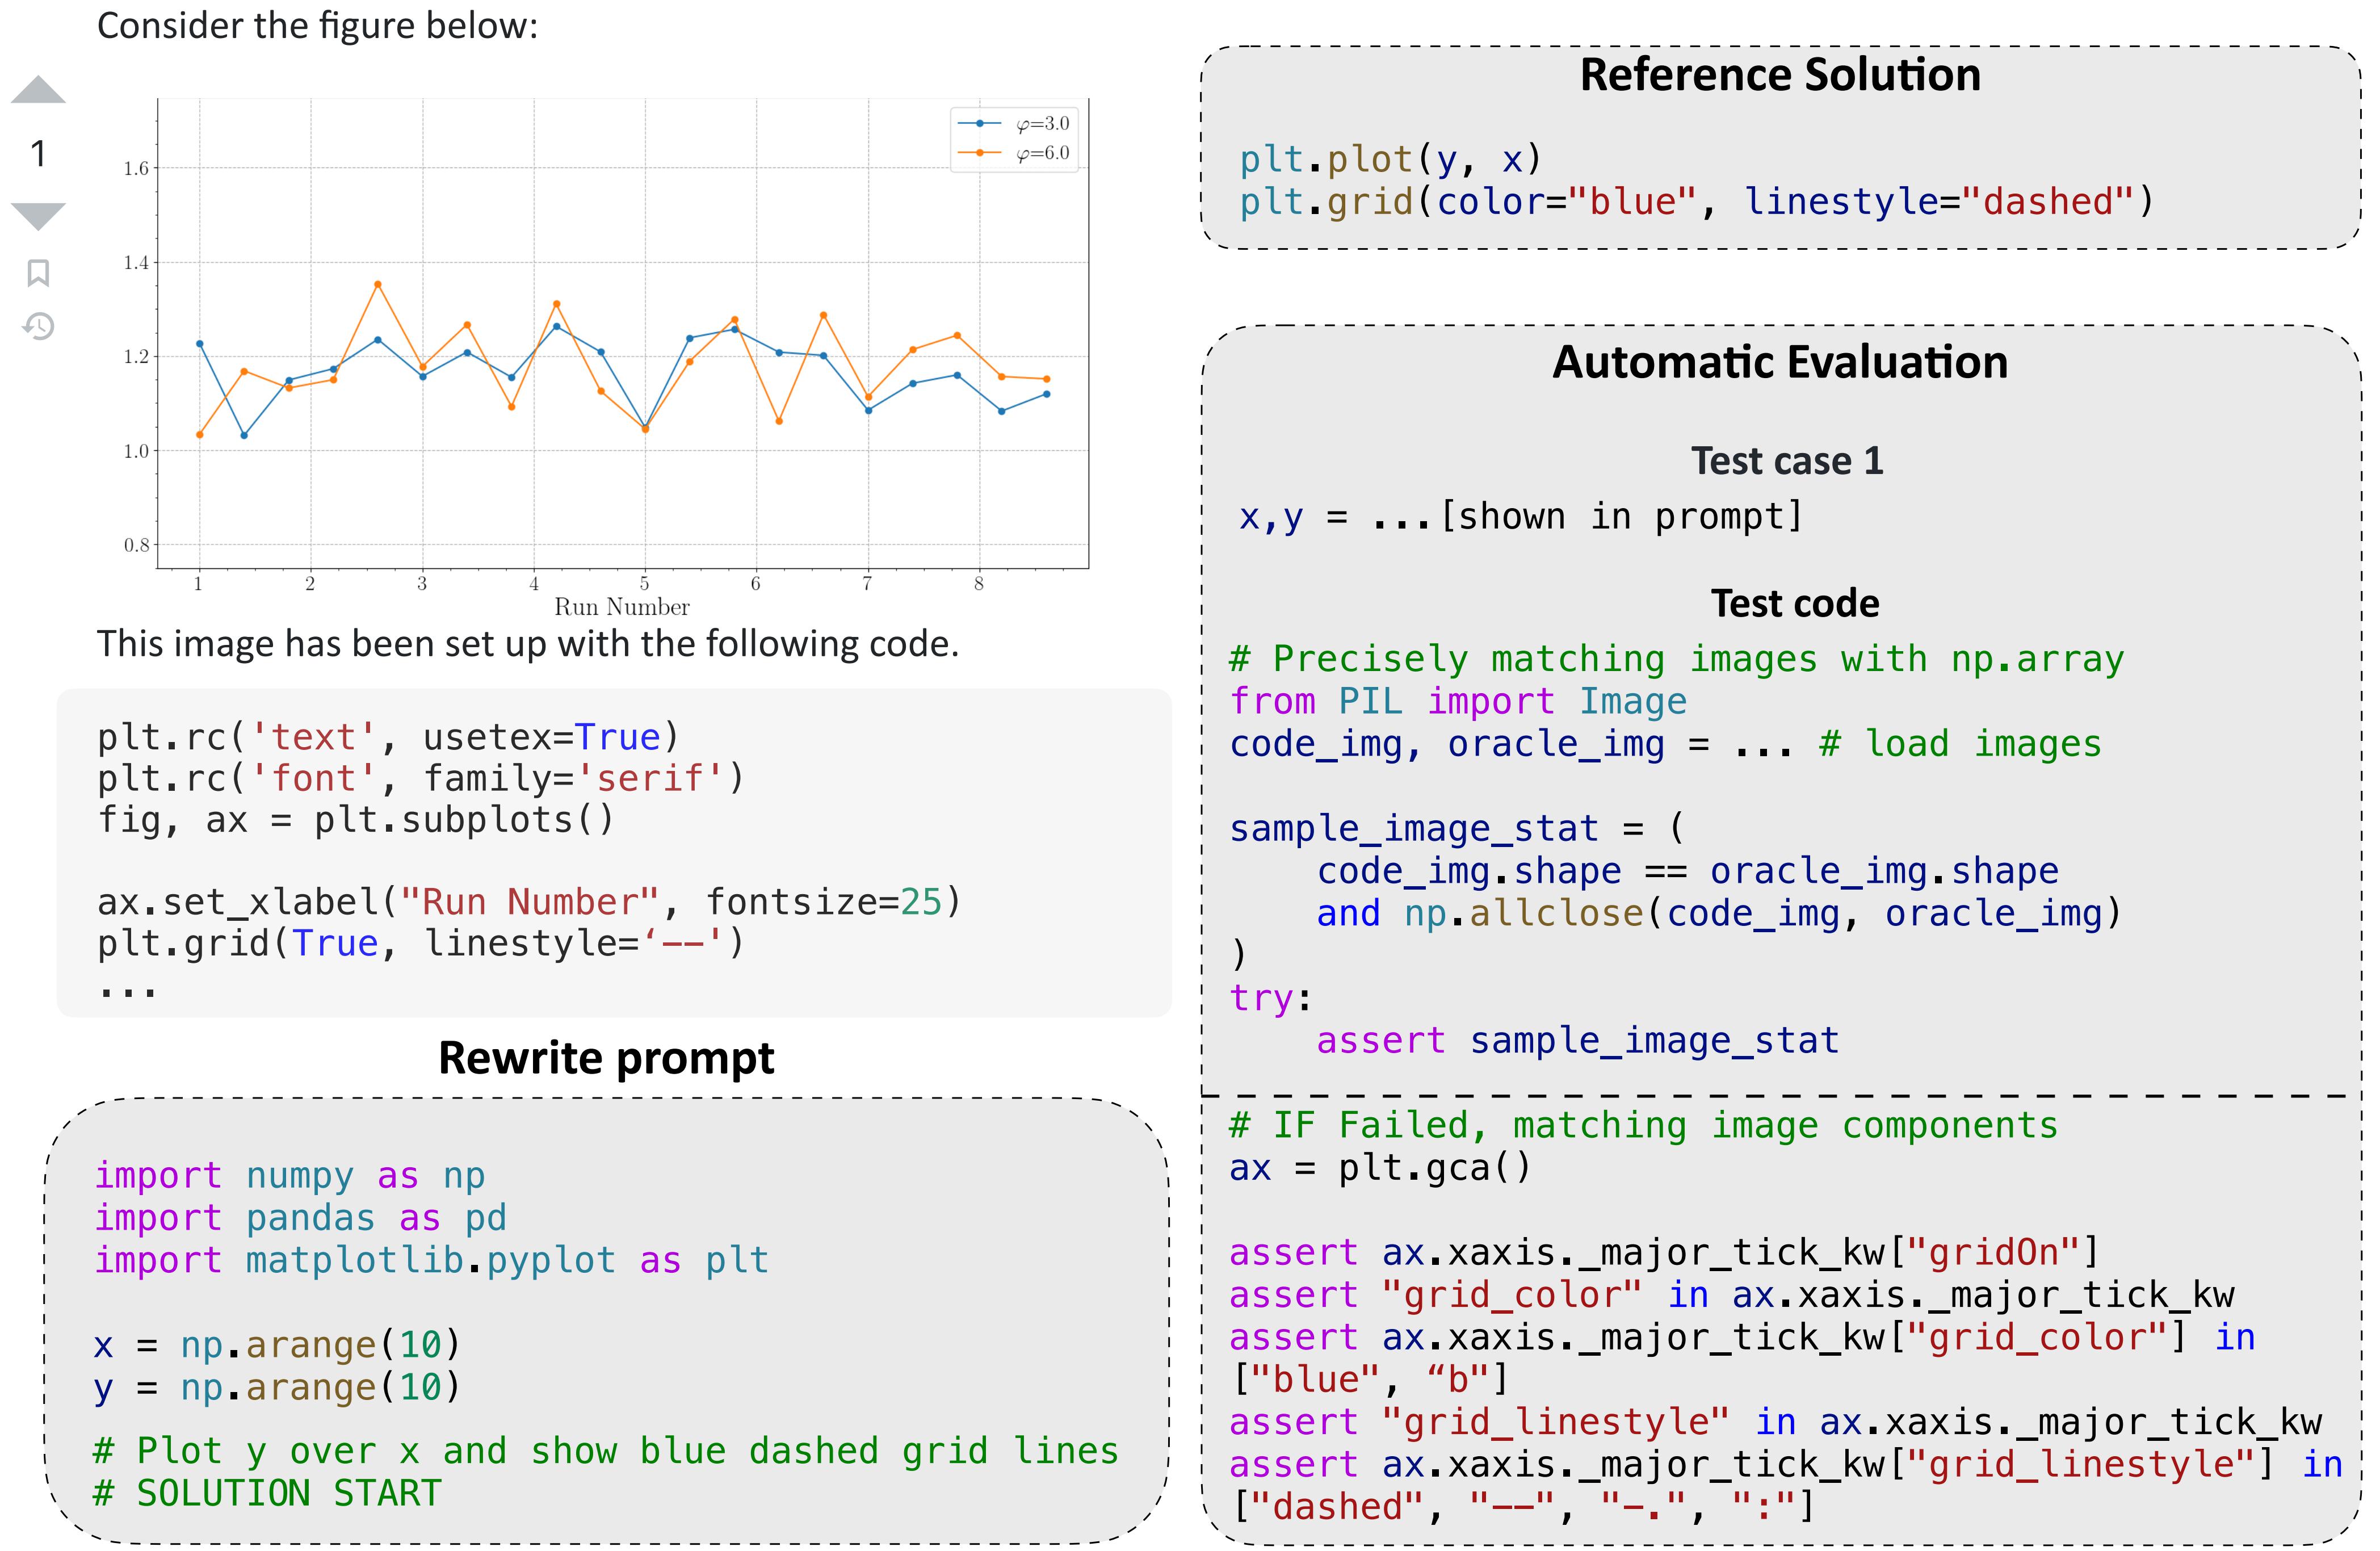 Consider the figure below:
1
φ=3.0
φ=6.0
1.6
1.4
1.2
1.0
0.8
1 2 3 4 5 6 7 8
Run Number
This image has been set up with the following code.
plt.rc('text', usetex=True)
plt.rc('font', family='serif')
fig, ax = plt.subplots()
ax.set_xlabel("Run Number", fontsize=25)
plt.grid(True, linestyle=‘--')
...
Rewrite prompt
import numpy as np
import pandas as pd
import matplotlib.pyplot as plt
x = np.arange(10)
y = np.arange(10)
# Plot y over x and show blue dashed grid lines
# SOLUTION START
Reference Solution
plt.plot(y, x)
plt.grid(color="blue", linestyle="dashed")
Automatic Evaluation
Test case 1
x,y = ...[shown in prompt]
Test code
# Precisely matching images with np.array
from PIL import Image
code_img, oracle_img = ... # load images
sample_image_stat = (
    code_img.shape == oracle_img.shape
    and np.allclose(code_img, oracle_img)
)
try:
    assert sample_image_stat
# IF Failed, matching image components
ax = plt.gca()
assert ax.xaxis._major_tick_kw["gridOn"]
assert "grid_color" in ax.xaxis._major_tick_kw
assert ax.xaxis._major_tick_kw["grid_color"] in
["blue", “b"]
assert "grid_linestyle" in ax.xaxis._major_tick_kw
assert ax.xaxis._major_tick_kw["grid_linestyle"] in
["dashed", "--", "-.", ":"]